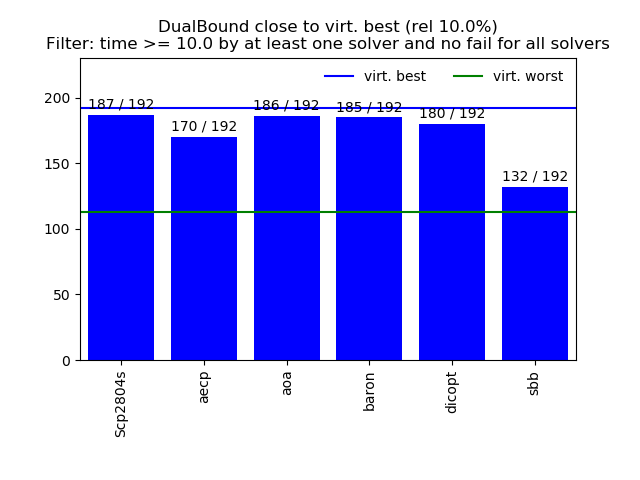 DualBound close to virt. best (rel 10.0%)
Filter: time >= 10.0 by at least one solver and no fail for all solvers
virt. best
virt. worst
200
150
100
50
0
187 / 192
170 / 192
186 / 192
185 / 192
180 / 192
132 / 192
Scp2804s
aecp
aoa
baron
dicopt
sbb